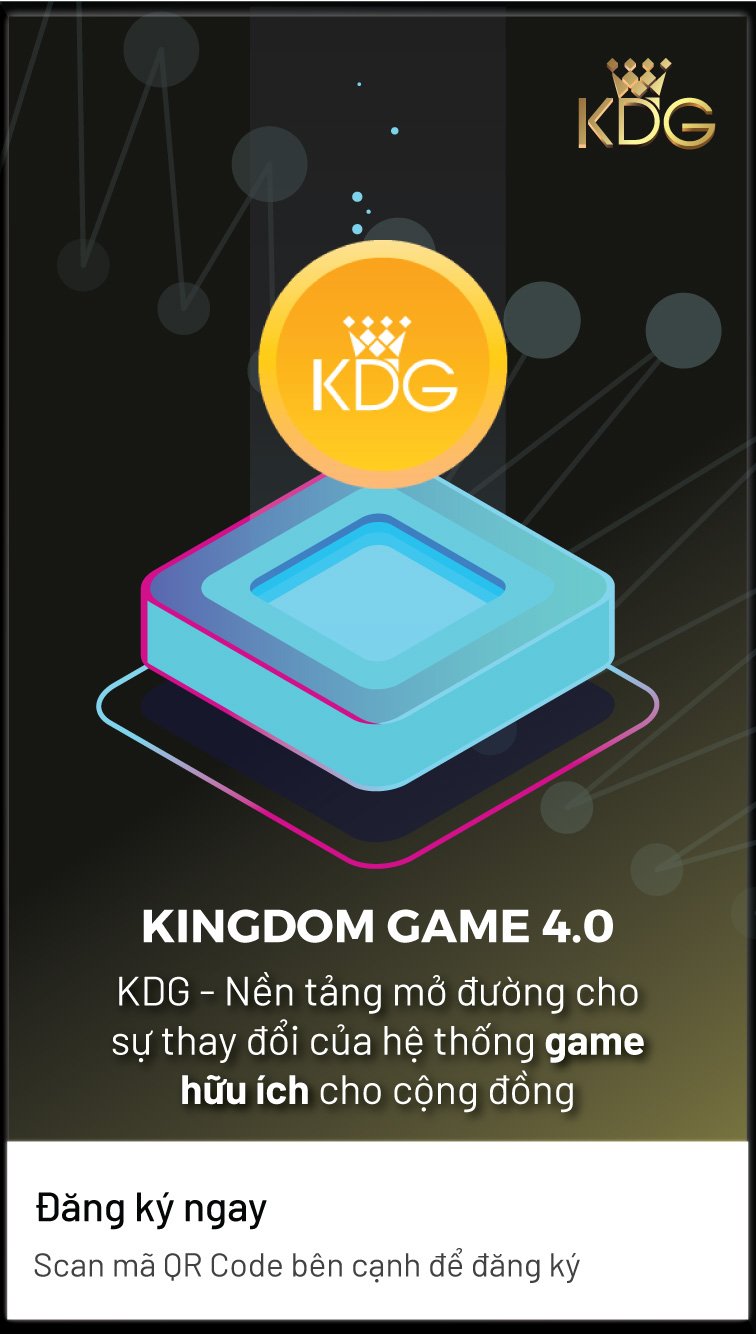 KDG
KDG
KINGDOM GAME 4.0
KDG - Nền tảng mở đường cho
sự thay đổi của hệ thống game
hữu ích cho cộng đồng
Đăng ký ngay
Scan mã QR Code bên cạnh để đăng ký